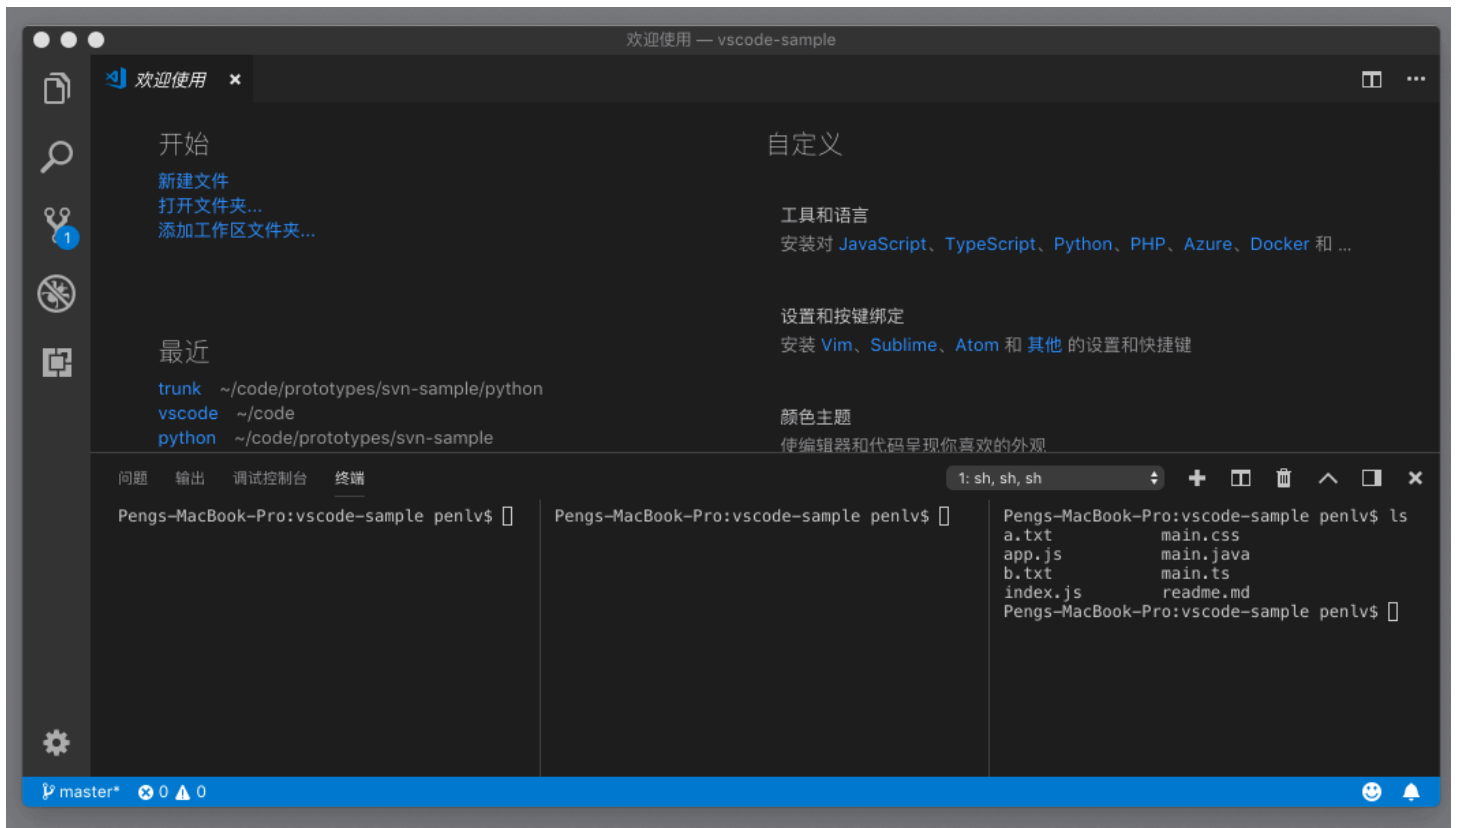 欢迎使用 — vscode-sample
欢迎使用
开始
新建文件
打开文件夹...
添加工作区文件夹...
最近
trunk ~/code/prototypes/svn-sample/python
vscode ~/code
python ~/code/prototypes/svn-sample
自定义
工具和语言
安装对 JavaScript、TypeScript、Python、PHP、Azure、Docker 和 ...
设置和按键绑定
安装 Vim、Sublime、Atom 和 其他 的设置和快捷键
颜色主题
使编辑器和代码呈现你喜欢的外观
1
问题 输出 调试控制台 终端
1: sh, sh, sh
Pengs-MacBook-Pro:vscode-sample penlv$
Pengs-MacBook-Pro:vscode-sample penlv$
Pengs-MacBook-Pro:vscode-sample penlv$ ls
a.txt main.css
app.js main.java
b.txt main.ts
index.js readme.md
Pengs-MacBook-Pro:vscode-sample penlv$
master* 0 0